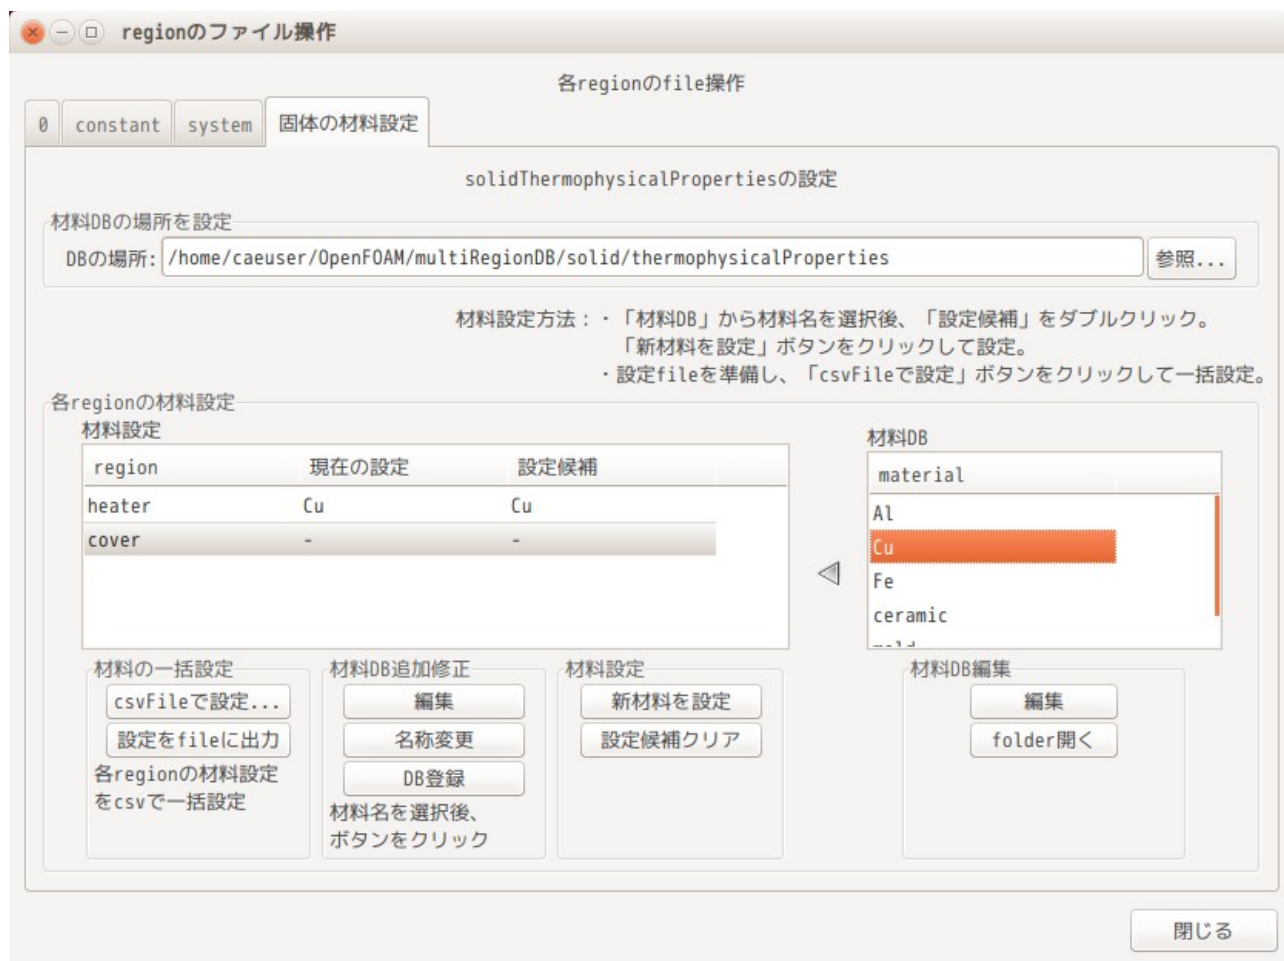 regionのファイル操作
各regionのfile操作
0 constant system 固体の材料設定
solidThermophysicalPropertiesの設定
材料DBの場所を設定
DBの場所: /home/caeuser/OpenFOAM/multiRegionDB/solid/thermophysicalProperties 参照...
材料設定方法：・「材料DB」から材料名を選択後、「設定候補」をダブルクリック。
「新材料を設定」ボタンをクリックして設定。
・設定fileを準備し、「csvFileで設定」ボタンをクリックして一括設定。
各regionの材料設定
材料設定
region 現在の設定 設定候補
heater Cu Cu
cover - -
材料DB
material
Al
Cu
Fe
ceramic
材料の一括設定
csvFileで設定...
設定をfileに出力
各regionの材料設定
をcsvで一括設定
材料DB追加修正
編集
名称変更
DB登録
材料名を選択後、
ボタンをクリック
材料設定
新材料を設定
設定候補クリア
材料DB編集
編集
folder開く
閉じる